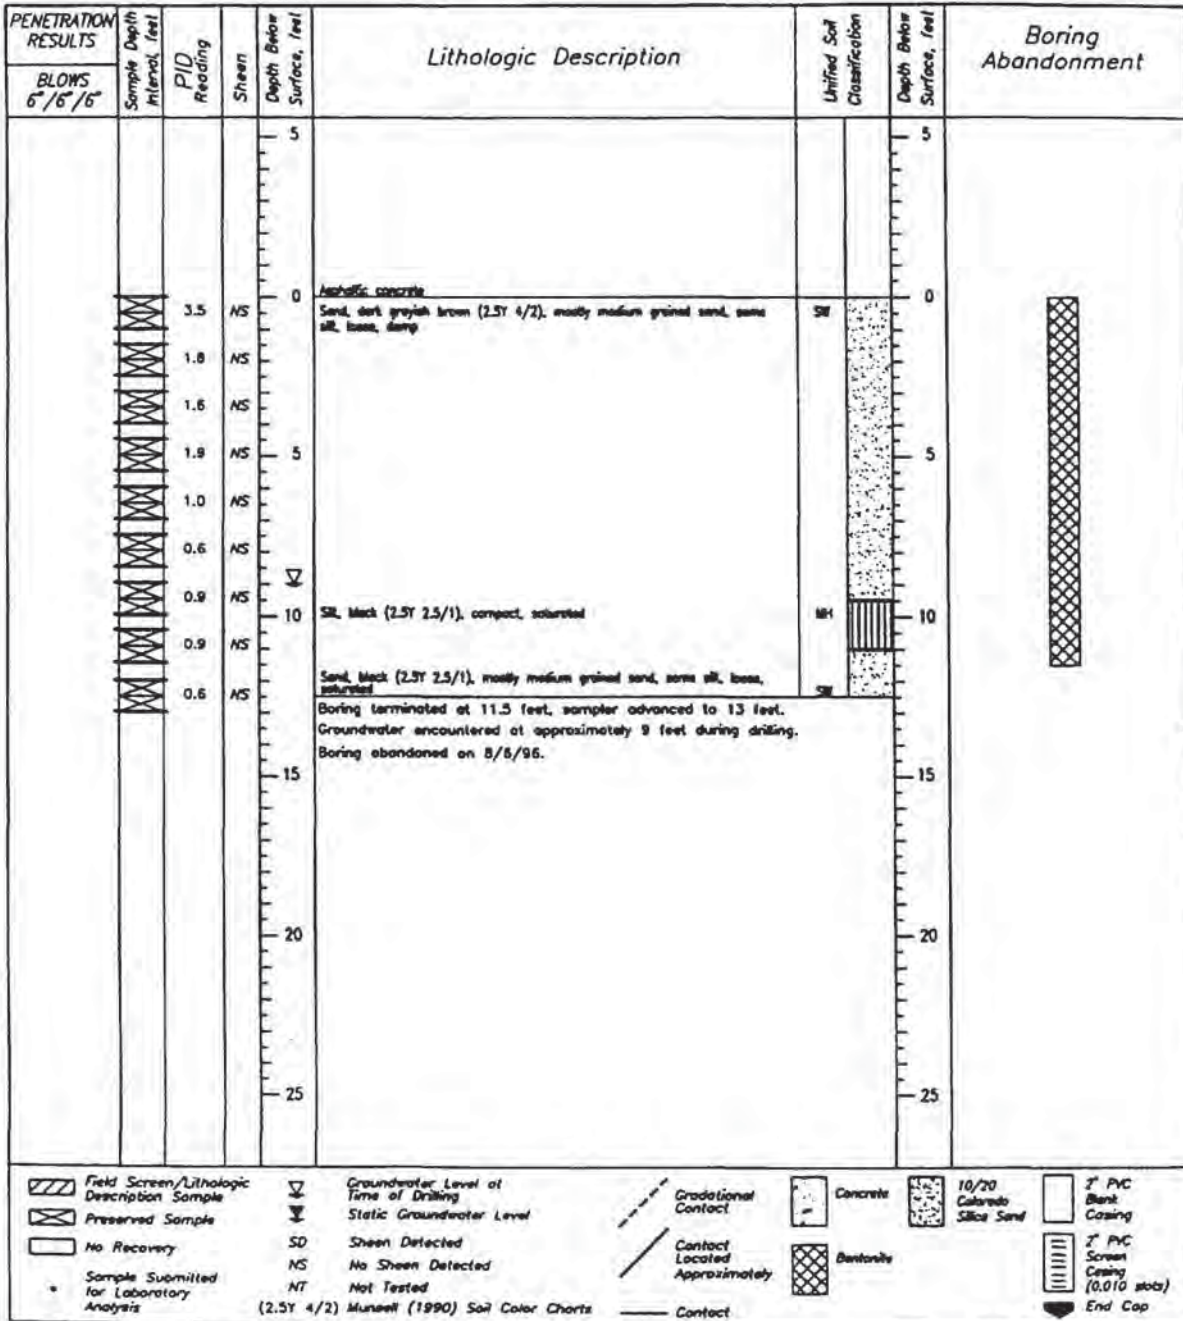 PENETRATION RESULTS
BLOWS 6"/6"/6"
Sample Depth Interval, feet
PID Reading
Sheen
Depth Below Surface, feet
Lithologic Description
Unified Soil Classification
Depth Below Surface, feet
Boring Abandonment
5 5
Asphaltic concrete
0 0
3.5 NS Sand, dark grayish brown (2.5Y 4/2), mostly medium grained sand, some SW
silt, loose, damp
1.8 NS
1.6 NS
1.9 NS 5 5
1.0 NS
0.6 NS
0.9 NS
10 Silt, black (2.5Y 2.5/1), compact, saturated MH 10
0.9 NS
Sand, black (2.5Y 2.5/1), mostly medium grained sand, some silt, loose,
saturated SW
0.6 NS
Boring terminated at 11.5 feet, sampler advanced to 13 feet.
Groundwater encountered at approximately 9 feet during drilling.
Boring abandoned on 8/8/96.
15 15
20 20
25 25
Field Screen/Lithologic
Description Sample
Preserved Sample
No Recovery
Sample Submitted
for Laboratory
Analysis
Groundwater Level at
Time of Drilling
Static Groundwater Level
SD Sheen Detected
NS No Sheen Detected
NT Not Tested
(2.5Y 4/2) Munsell (1990) Soil Color Charts
Gradational
Contact
Contact
Located
Approximately
Contact
Concrete
Bentonite
10/20
Colorado
Silica Sand
2" PVC
Blank
Casing
2" PVC
Screen
Casing
(0.010 slots)
End Cap